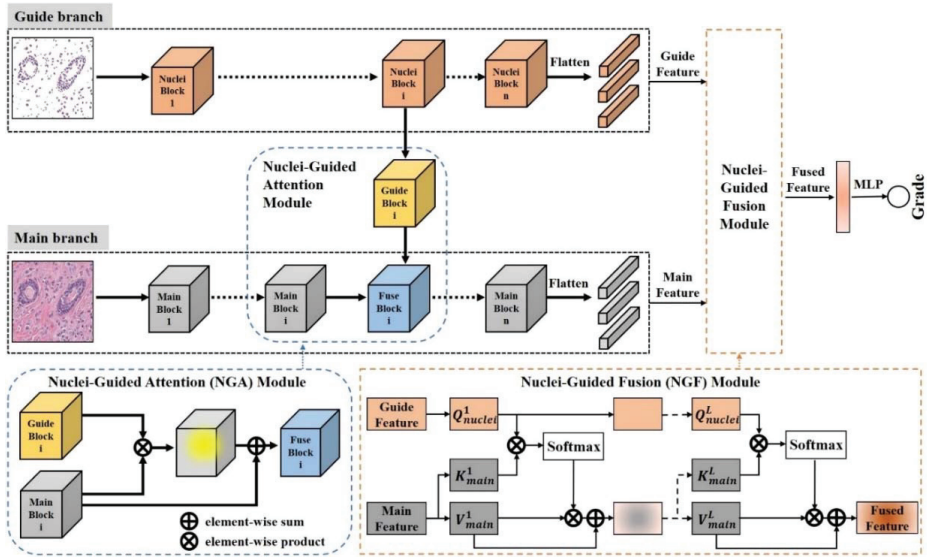 Guide branch
Nuclei
Block
1
Nuclei
Block
i
Nuclei
Block
n
Flatten
Guide
Feature
Nuclei-Guided
Attention
Module
Guide
Block
i
Nuclei-
Guided
Fusion
Module
Fused
Feature
MLP
Grade
Main branch
Main
Block
1
Main
Block
i
Fuse
Block
i
Main
Block
n
Flatten
Main
Feature
Nuclei-Guided Attention (NGA) Module
Guide
Block
i
Main
Block
i
Fuse
Block
i
⊕ element-wise sum
⊗ element-wise product
Nuclei-Guided Fusion (NGF) Module
Guide
Feature
Q¹nuclei
Qᴸnuclei
Softmax
Softmax
K¹main
Kᴸmain
Main
Feature
V¹main
Vᴸmain
Fused
Feature